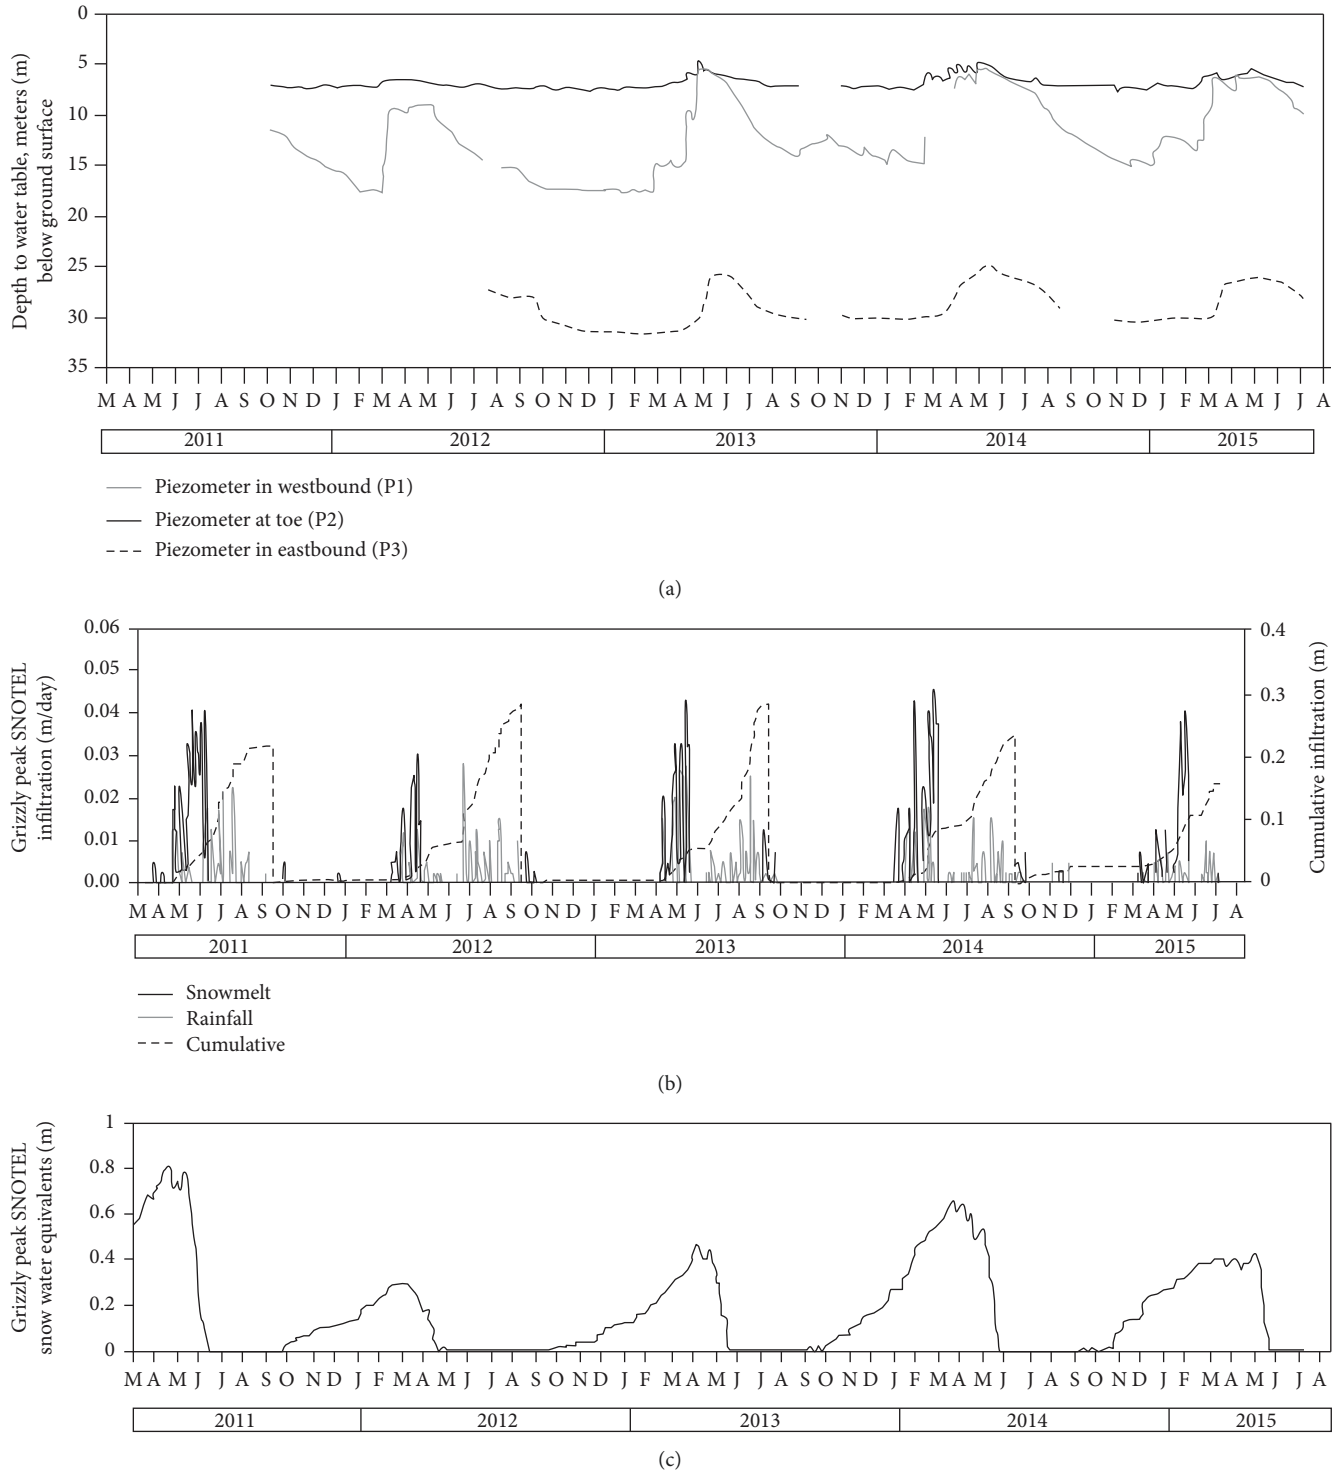 0
5
10
15
20
25
30
35
Depth to water table, meters (m)
below ground surface
M A M J J A S O N D J F M A M J J A S O N D J F M A M J J A S O N D J F M A M J J A S O N D J F M A M J J A
2011 2012 2013 2014 2015
Piezometer in westbound (P1)
Piezometer at toe (P2)
Piezometer in eastbound (P3)
(a)
0.06
0.05
0.04
0.03
0.02
0.01
0.00
Grizzly peak SNOTEL
infiltration (m/day)
0.4
0.3
0.2
0.1
0
Cumulative infiltration (m)
M A M J J A S O N D J F M A M J J A S O N D J F M A M J J A S O N D J F M A M J J A S O N D J F M A M J J A
2011 2012 2013 2014 2015
Snowmelt
Rainfall
Cumulative
(b)
1
0.8
0.6
0.4
0.2
0
Grizzly peak SNOTEL
snow water equivalents (m)
M A M J J A S O N D J F M A M J J A S O N D J F M A M J J A S O N D J F M A M J J A S O N D J F M A M J J A
2011 2012 2013 2014 2015
(c)